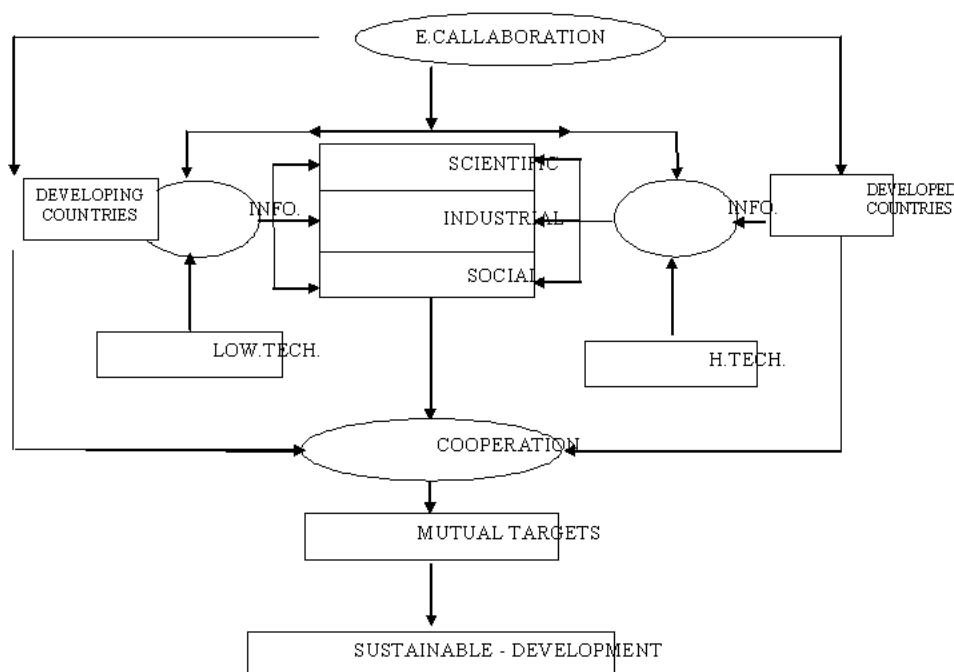 E.CALLABORATION
SCIENTIFIC
DEVELOPING
COUNTRIES
INFO.
INDUSTRIAL
INFO.
DEVELOPED
COUNTRIES
SOCIAL
LOW.TECH.
H.TECH.
COOPERATION
MUTUAL TARGETS
SUSTAINABLE - DEVELOPMENT